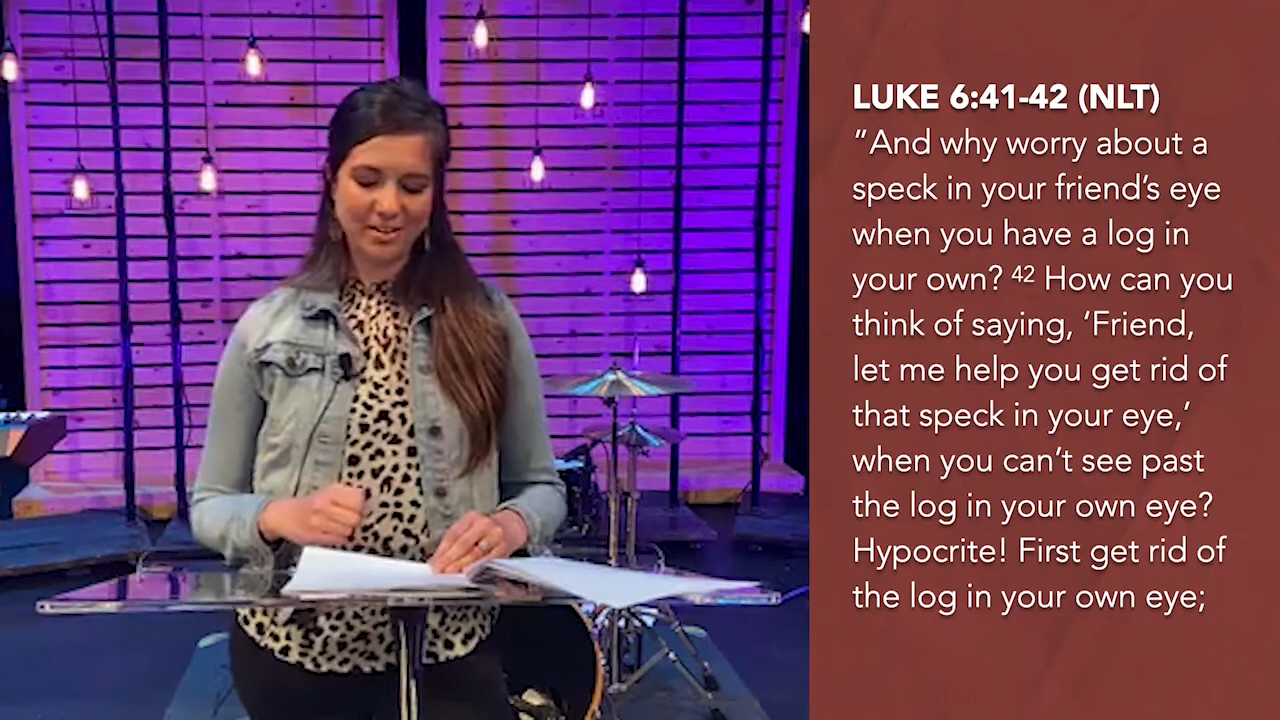 LUKE 6:41-42 (NLT)
”And why worry about a
speck in your friend’s eye
when you have a log in
your own? 42 How can you
think of saying, ‘Friend,
let me help you get rid of
that speck in your eye,’
when you can’t see past
the log in your own eye?
Hypocrite! First get rid of
the log in your own eye;